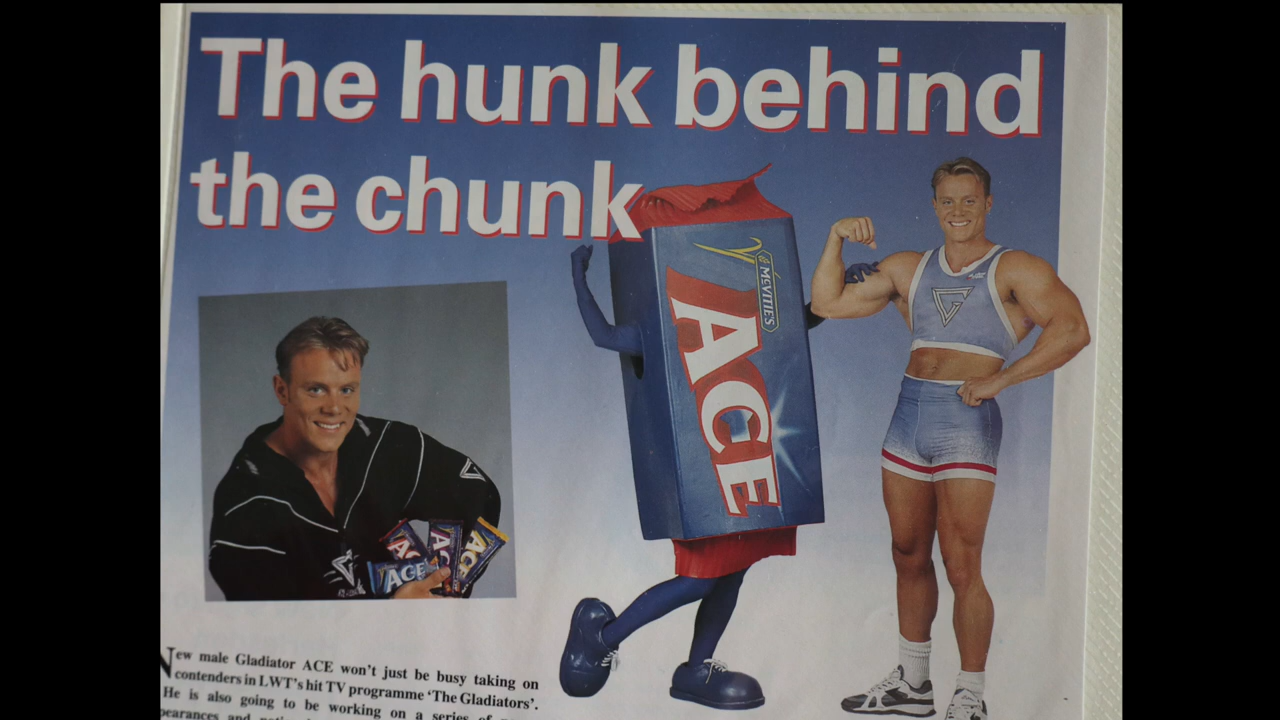 The hunk behind
the chunk
McVITIE'S
ACE
G
ACE
ACE
ACE
ACE
New male Gladiator ACE won't just be busy taking on
contenders in LWT's hit TV programme 'The Gladiators'.
He is also going to be working on a series of